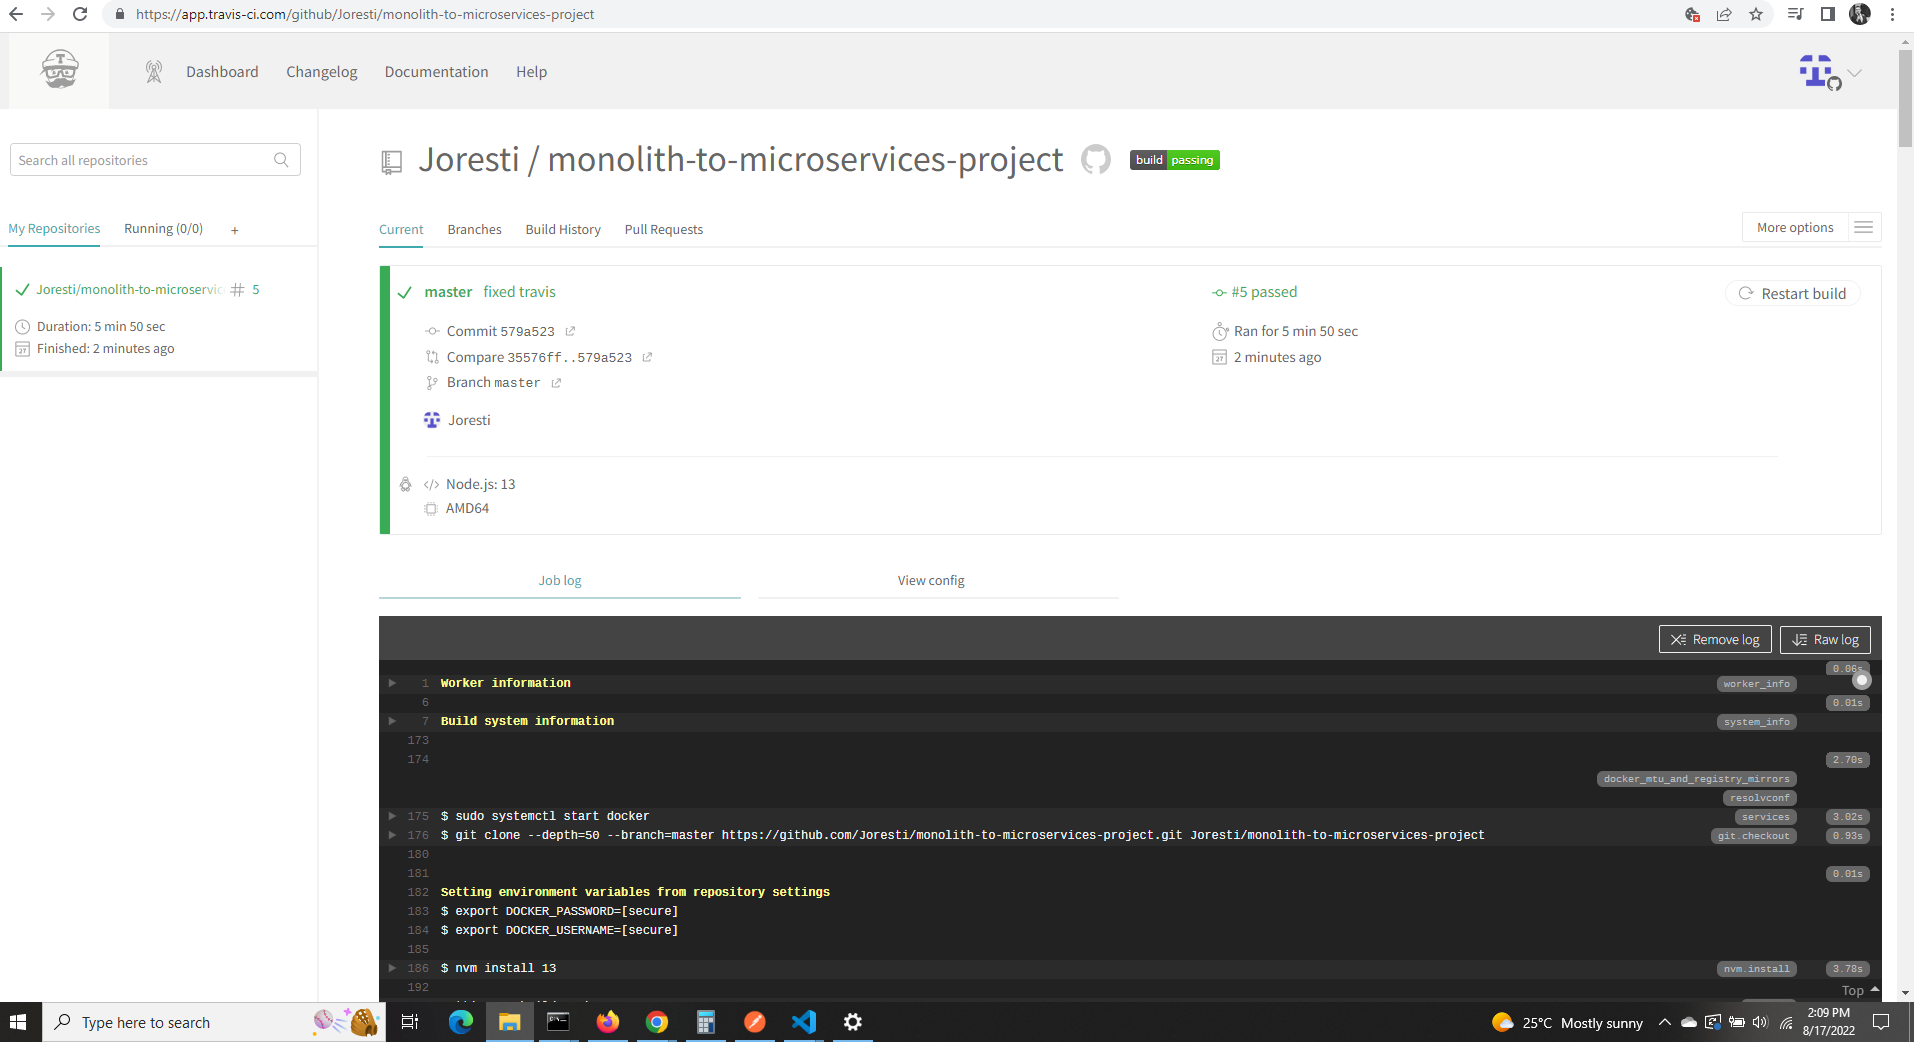 https://app.travis-ci.com/github/Joresti/monolith-to-microservices-project
T
Dashboard Changelog Documentation Help
Search all repositories
Joresti / monolith-to-microservices-project build passing
My Repositories Running (0/0) +
Current Branches Build History Pull Requests More options
Joresti/monolith-to-microservic # 5
Duration: 5 min 50 sec
Finished: 2 minutes ago
master fixed travis #5 passed Restart build
Commit 579a523 Ran for 5 min 50 sec
Compare 35576ff..579a523 2 minutes ago
Branch master
Joresti
Node.js: 13
AMD64
Job log View config
Remove log Raw log
0.06s
1 Worker information worker_info
6 0.01s
7 Build system information system_info
173
174 2.70s
docker_mtu_and_registry_mirrors
resolvconf
175 $ sudo systemctl start docker services 3.02s
176 $ git clone --depth=50 --branch=master https://github.com/Joresti/monolith-to-microservices-project.git Joresti/monolith-to-microservices-project git.checkout 0.93s
180
181 0.01s
182 Setting environment variables from repository settings
183 $ export DOCKER_PASSWORD=[secure]
184 $ export DOCKER_USERNAME=[secure]
185
186 $ nvm install 13 nvm.install 3.78s
192
Top
Type here to search
25°C Mostly sunny
2:09 PM
8/17/2022